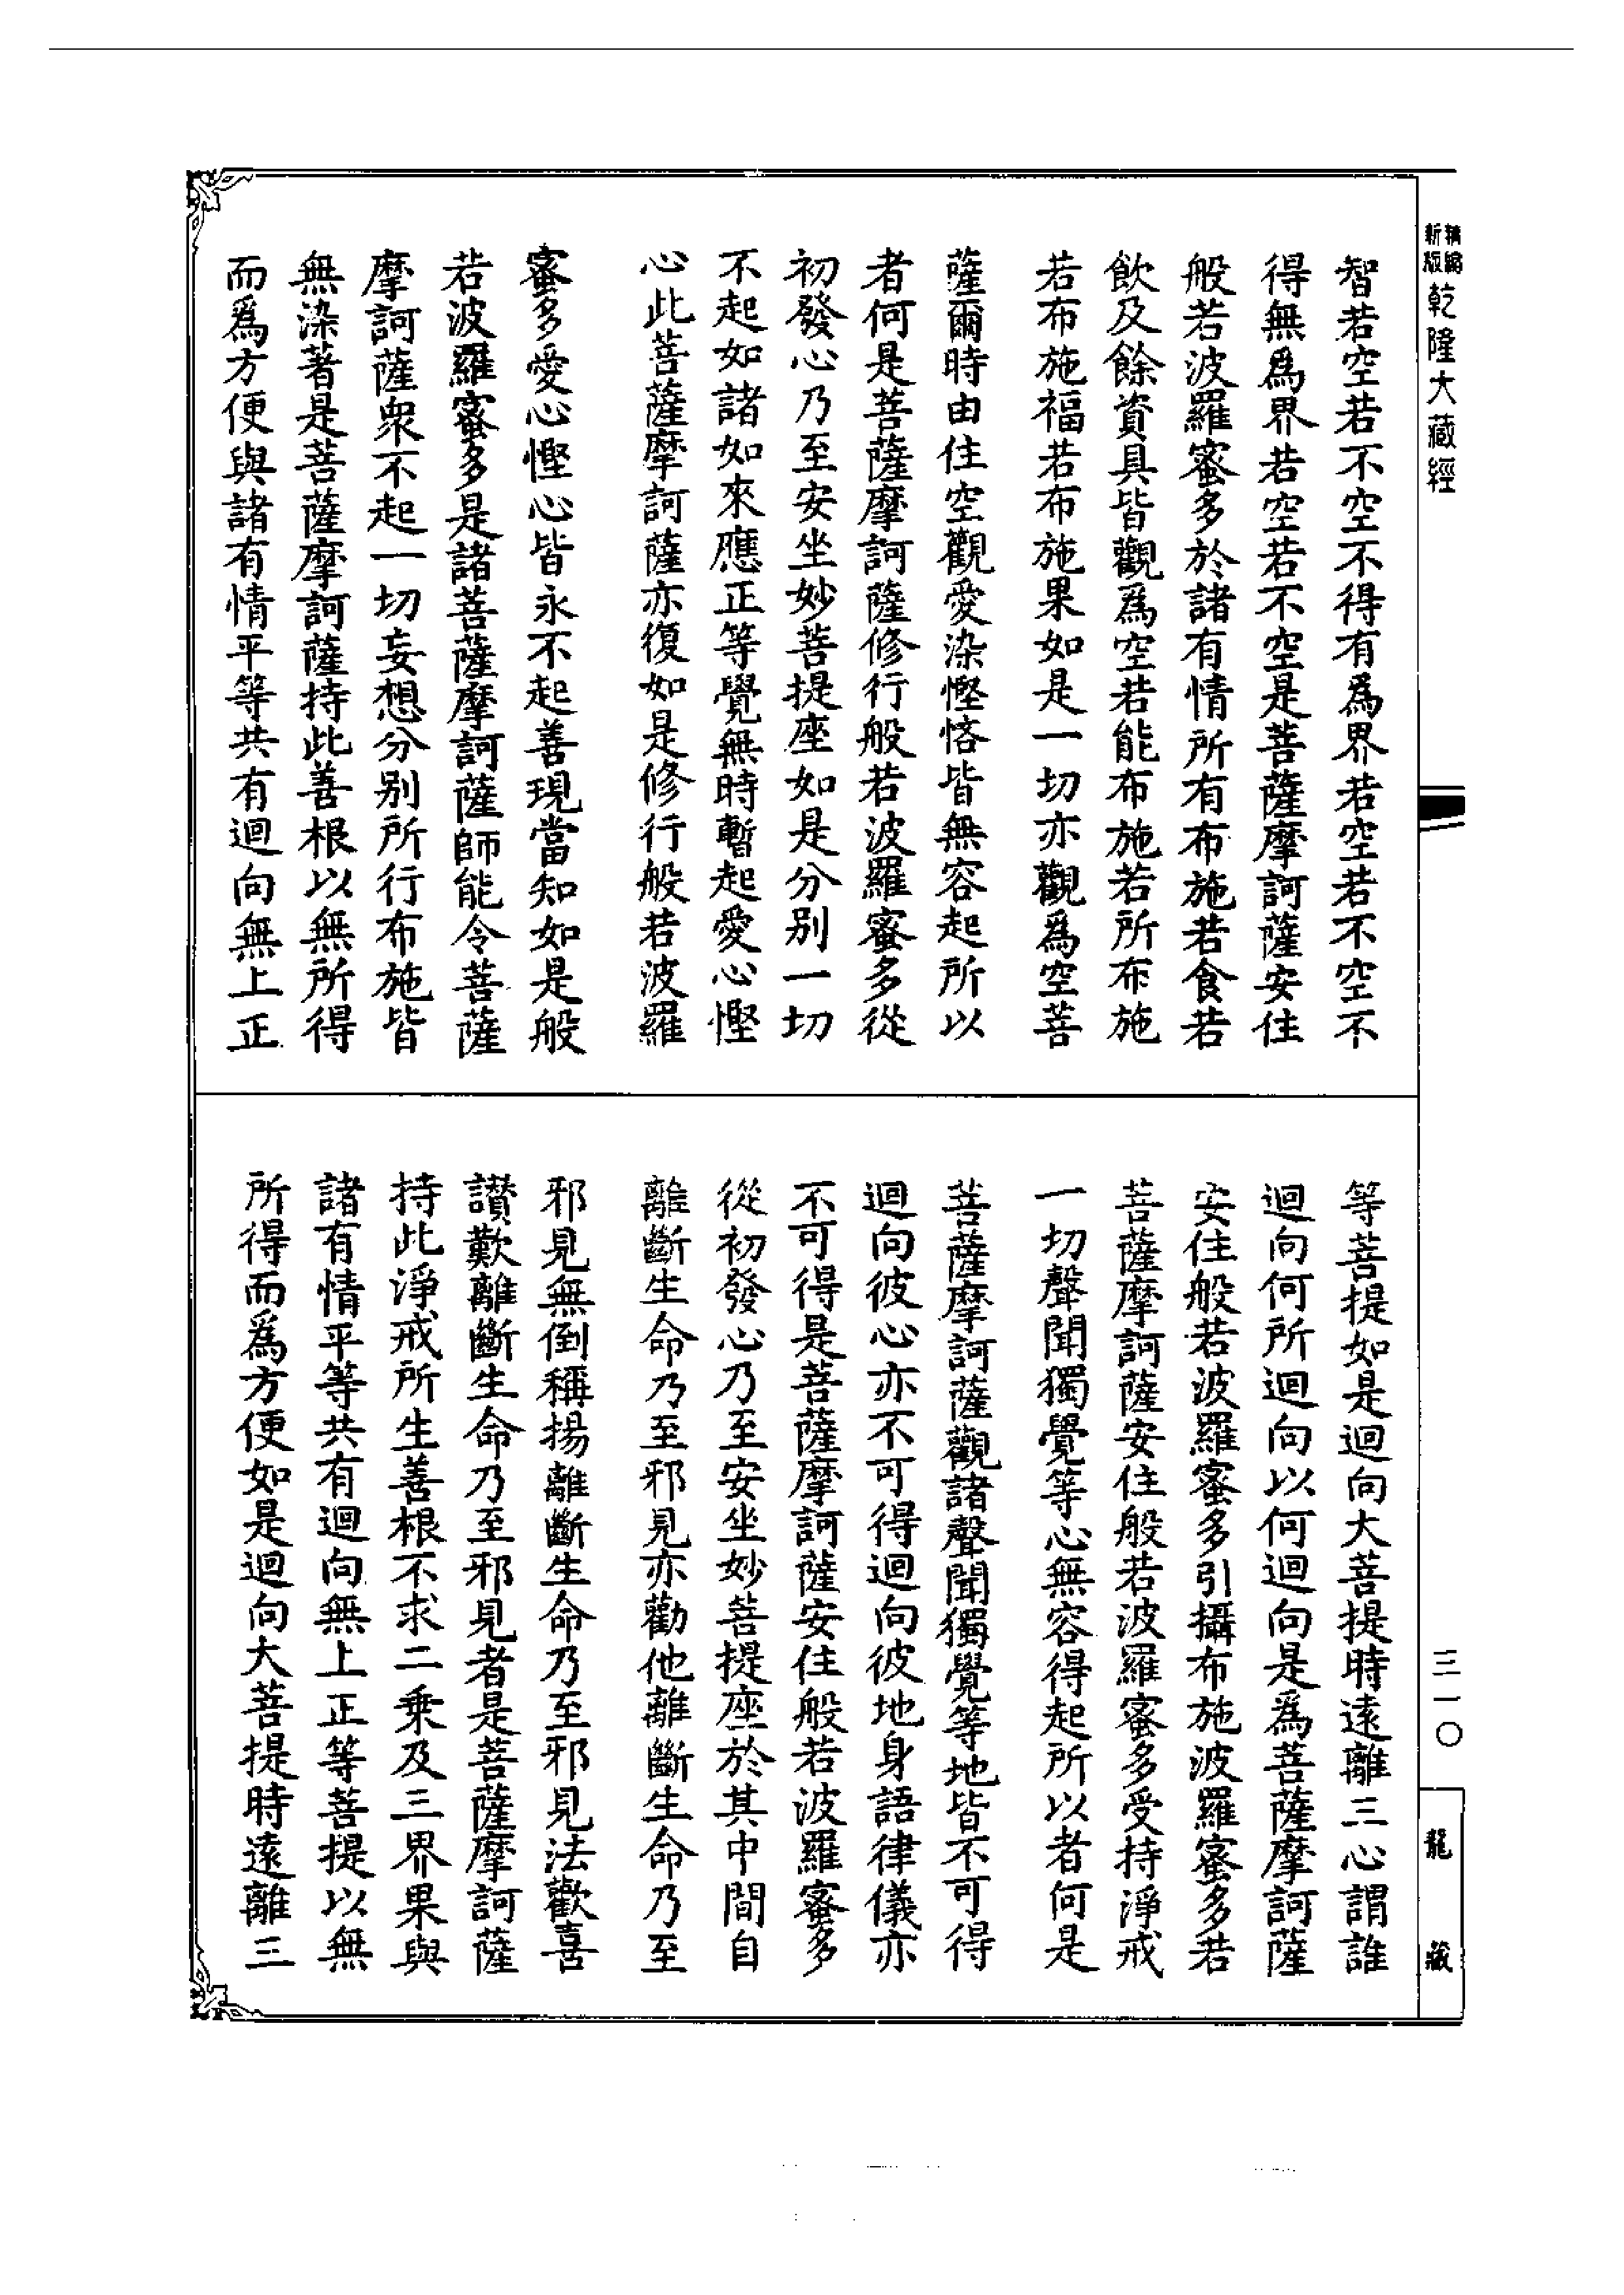 新版精縮乾隆大藏經
智若空若不空不得有為界若空若不空不
得無為界若空若不空是菩薩摩訶薩安住
般若波羅蜜多於諸有情所有布施若食若
飲及餘資具皆觀為空若能布施若所布施
若布施福若布施果如是一切亦觀為空菩
薩爾時由住空觀愛染慳悋皆無容起所以
者何是菩薩摩訶薩修行般若波羅蜜多從
初發心乃至安坐妙菩提座如是分別一切
不起如諸如來應正等覺無時暫起愛心慳
心此菩薩摩訶薩亦復如是修行般若波羅
蜜多愛心慳心皆永不起善現當知如是般
若波羅蜜多是諸菩薩摩訶薩師能令菩薩
摩訶薩衆不起一切妄想分別所行布施皆
無染著是菩薩摩訶薩持此善根以無所得
而為方便與諸有情平等共有迴向無上正
等菩提如是迴向大菩提時遠離三心謂誰
迴向何所迴向以何迴向是為菩薩摩訶薩
安住般若波羅蜜多引攝布施波羅蜜多若
菩薩摩訶薩安住般若波羅蜜多受持淨戒
一切聲聞獨覺等心無容得起所以者何是
菩薩摩訶薩觀諸聲聞獨覺等地皆不可得
迴向彼心亦不可得迴向彼地身語律儀亦
不可得是菩薩摩訶薩安住般若波羅蜜多
從初發心乃至安坐妙菩提座於其中間自
離斷生命乃至邪見亦勸他離斷生命乃至
邪見無倒稱揚離斷生命乃至邪見法歡喜
讃歎離斷生命乃至邪見者是菩薩摩訶薩
持此淨戒所生善根不求二乘及三界果與
諸有情平等共有迴向無上正等菩提以無
所得而為方便如是迴向大菩提時遠離三
三一〇
龍藏